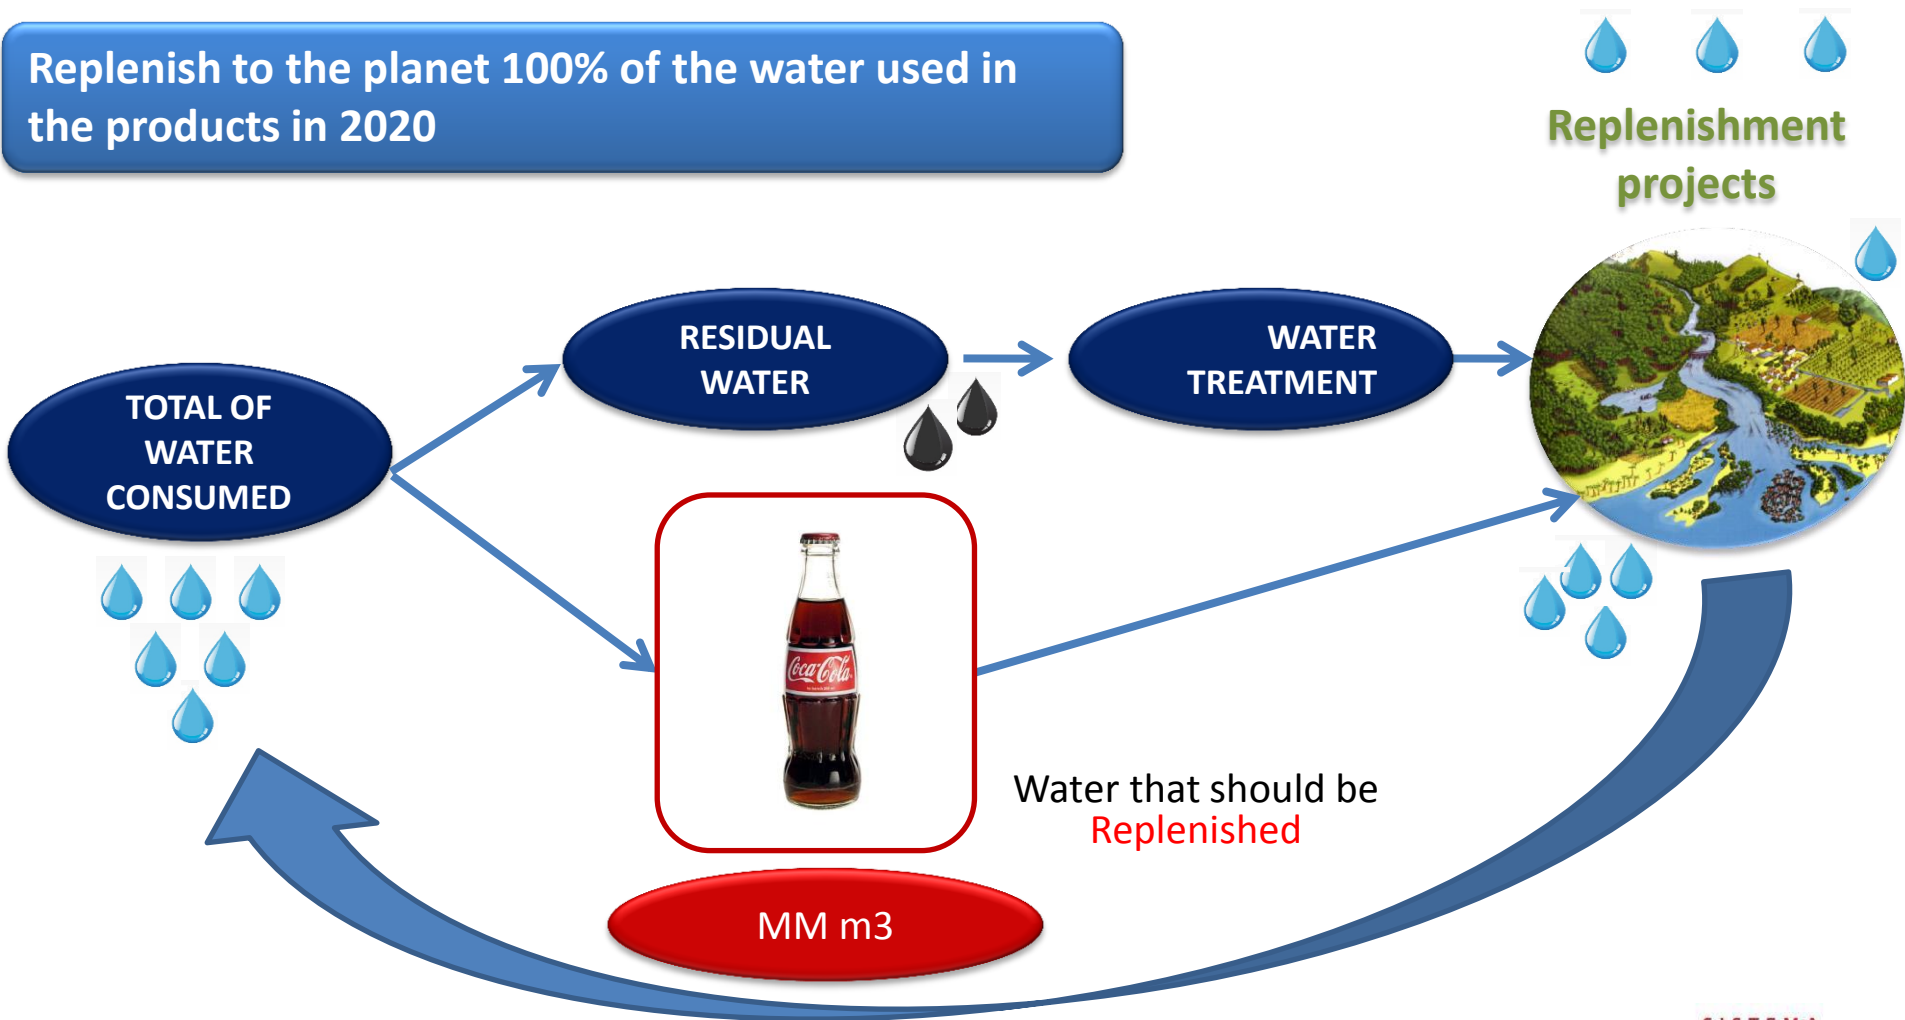 Replenish to the planet 100% of the water used in
the products in 2020
Replenishment
projects
RESIDUAL
WATER
WATER
TREATMENT
TOTAL OF
WATER
CONSUMED
Coca-Cola
Water that should be
Replenished
MM m3